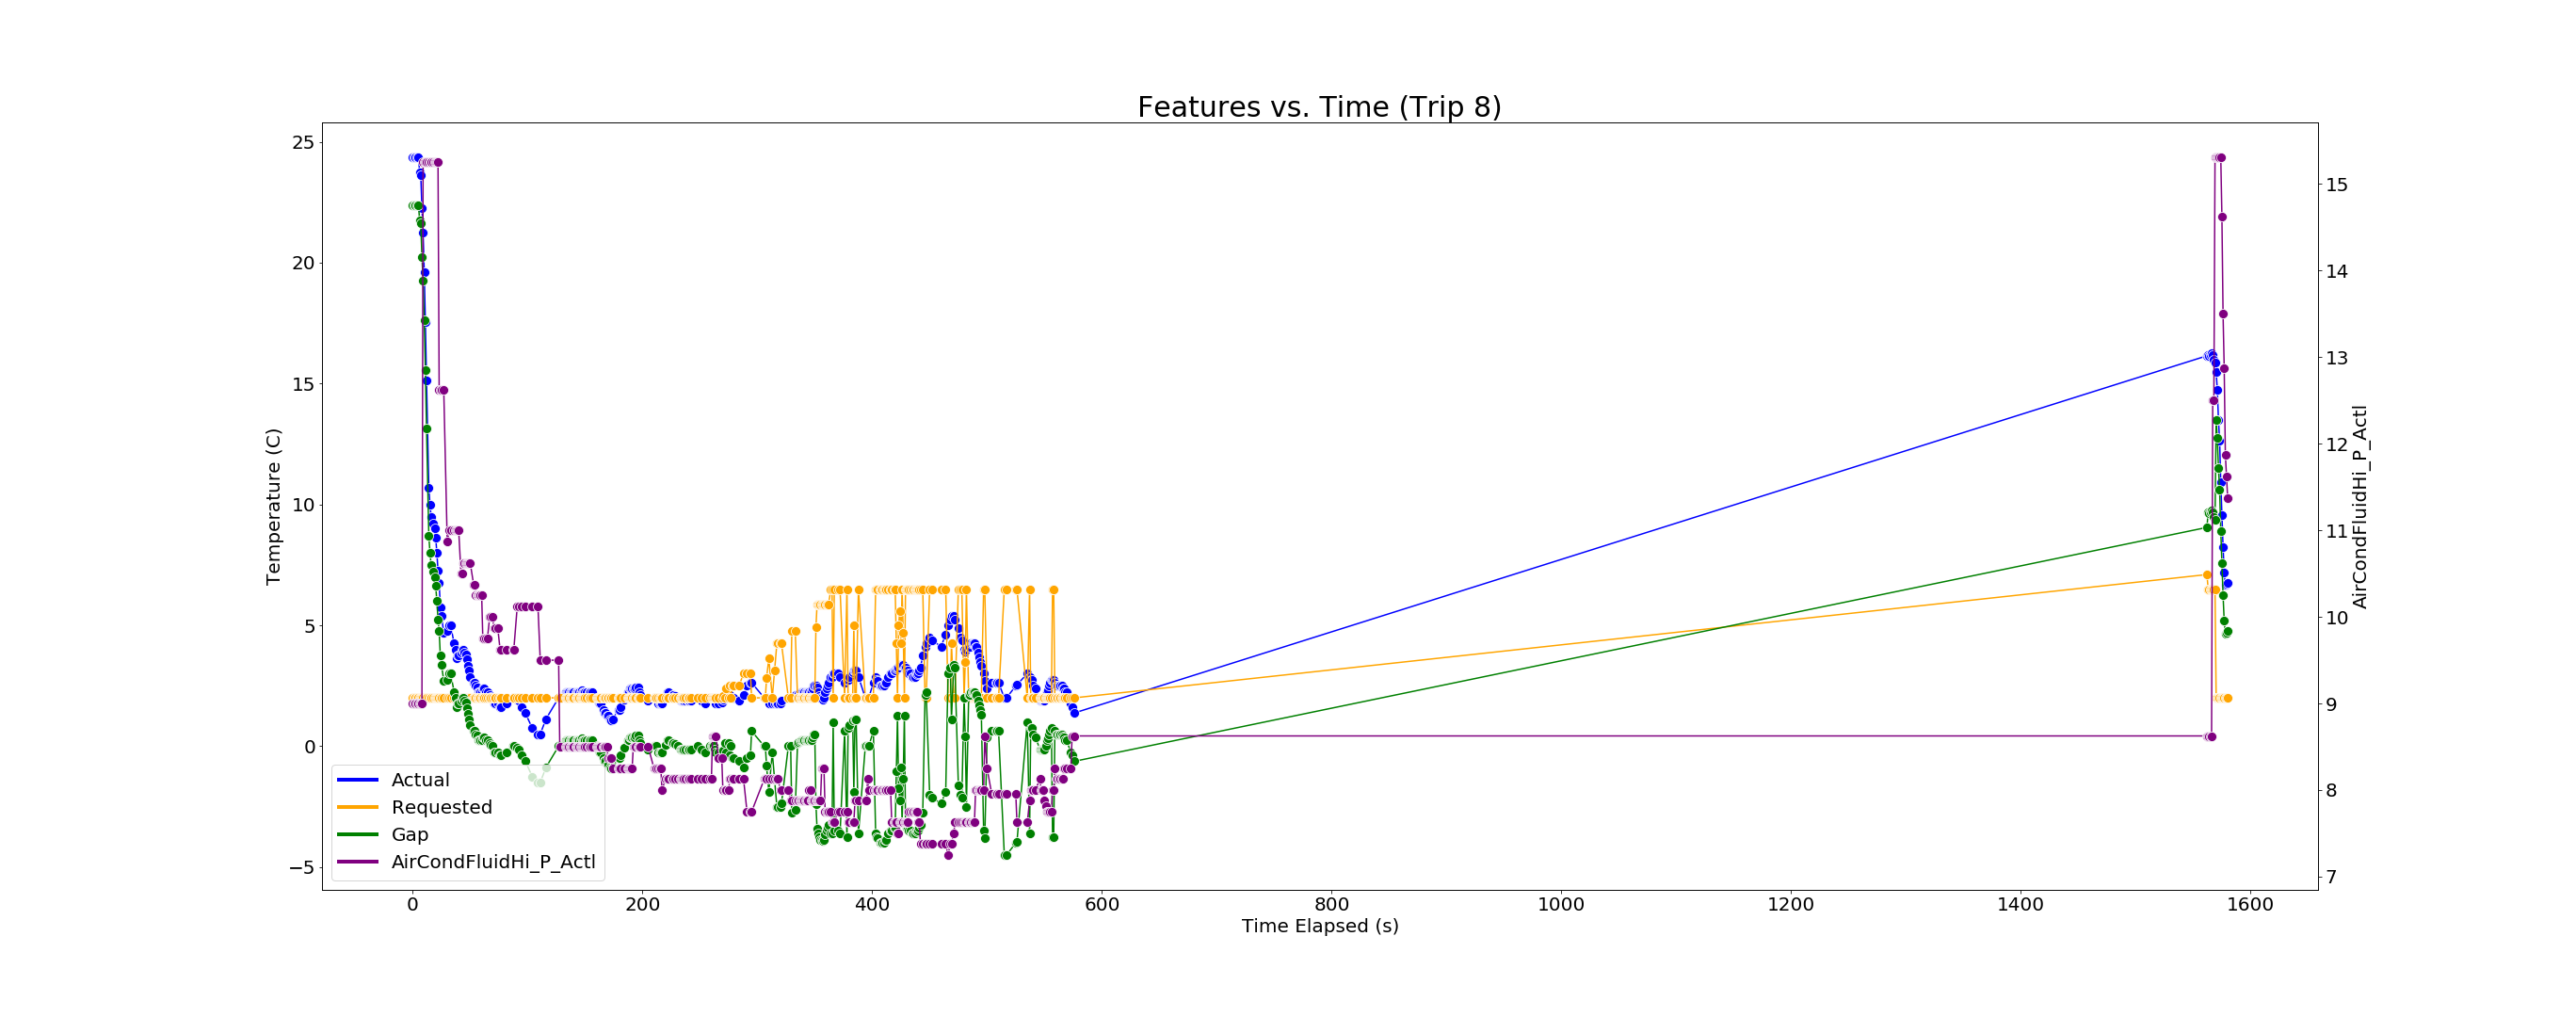 Features vs. Time (Trip 8)
25
20
15
10
5
0
−5
Temperature (C)
15
14
13
12
11
10
9
8
7
AirCondFluidHi_P_Actl
Actual
Requested
Gap
AirCondFluidHi_P_Actl
0 200 400 600 800 1000 1200 1400 1600
Time Elapsed (s)